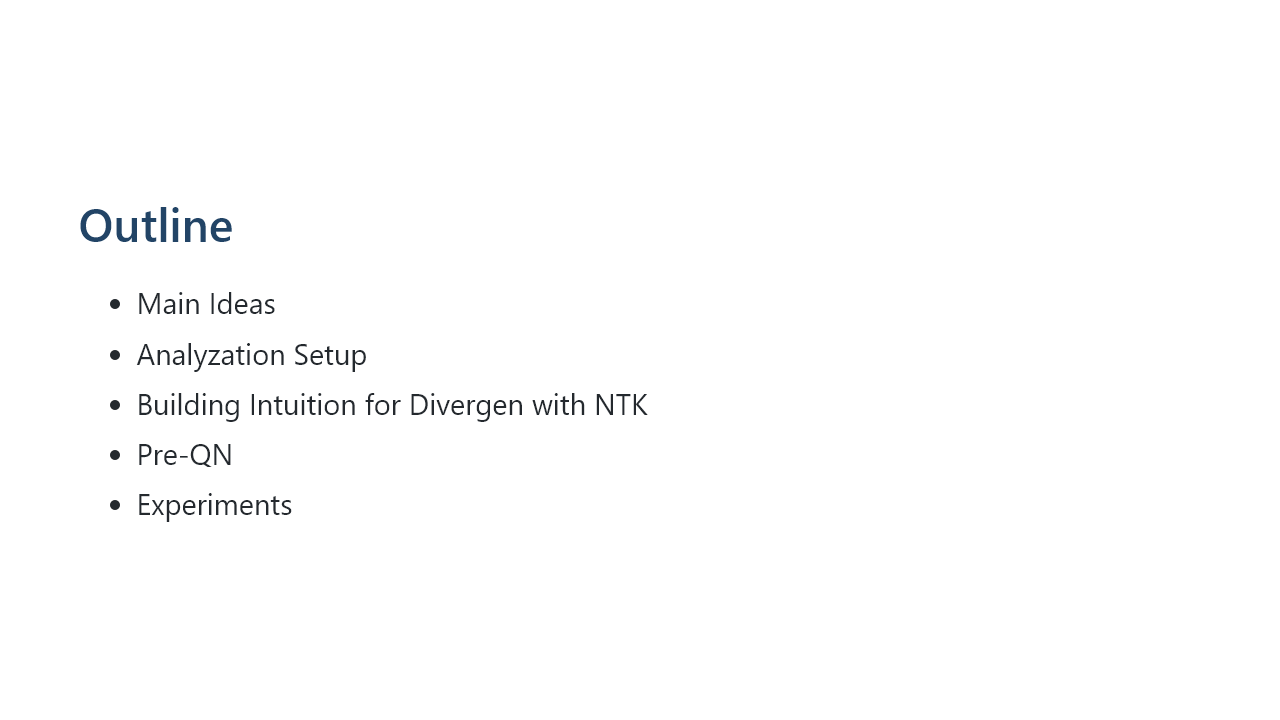 Outline
Main Ideas
Analyzation Setup
Building Intuition for Divergen with NTK
Pre-QN
Experiments